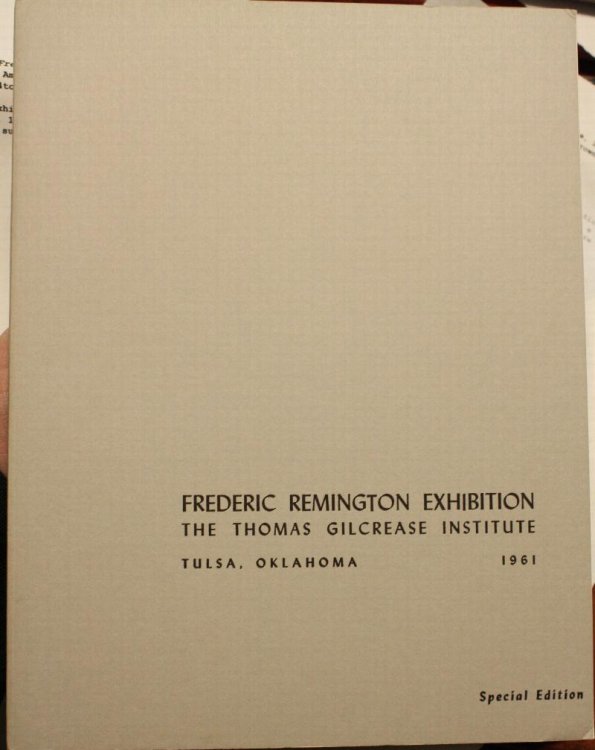 FREDERIC REMINGTON EXHIBITION
THE THOMAS GILCREASE INSTITUTE
TULSA, OKLAHOMA 1961
Special Edition